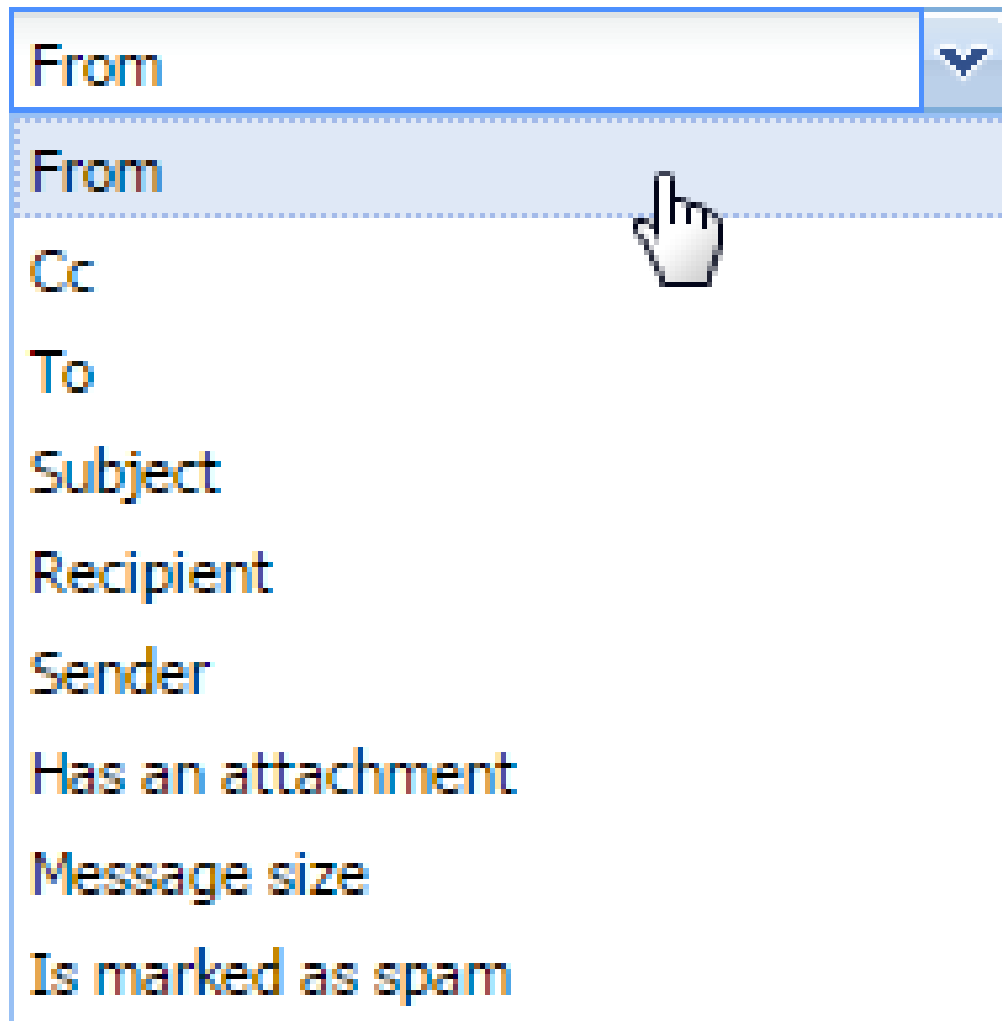 From
From
Cc
To
Subject
Recipient
Sender
Has an attachment
Message size
Is marked as spam